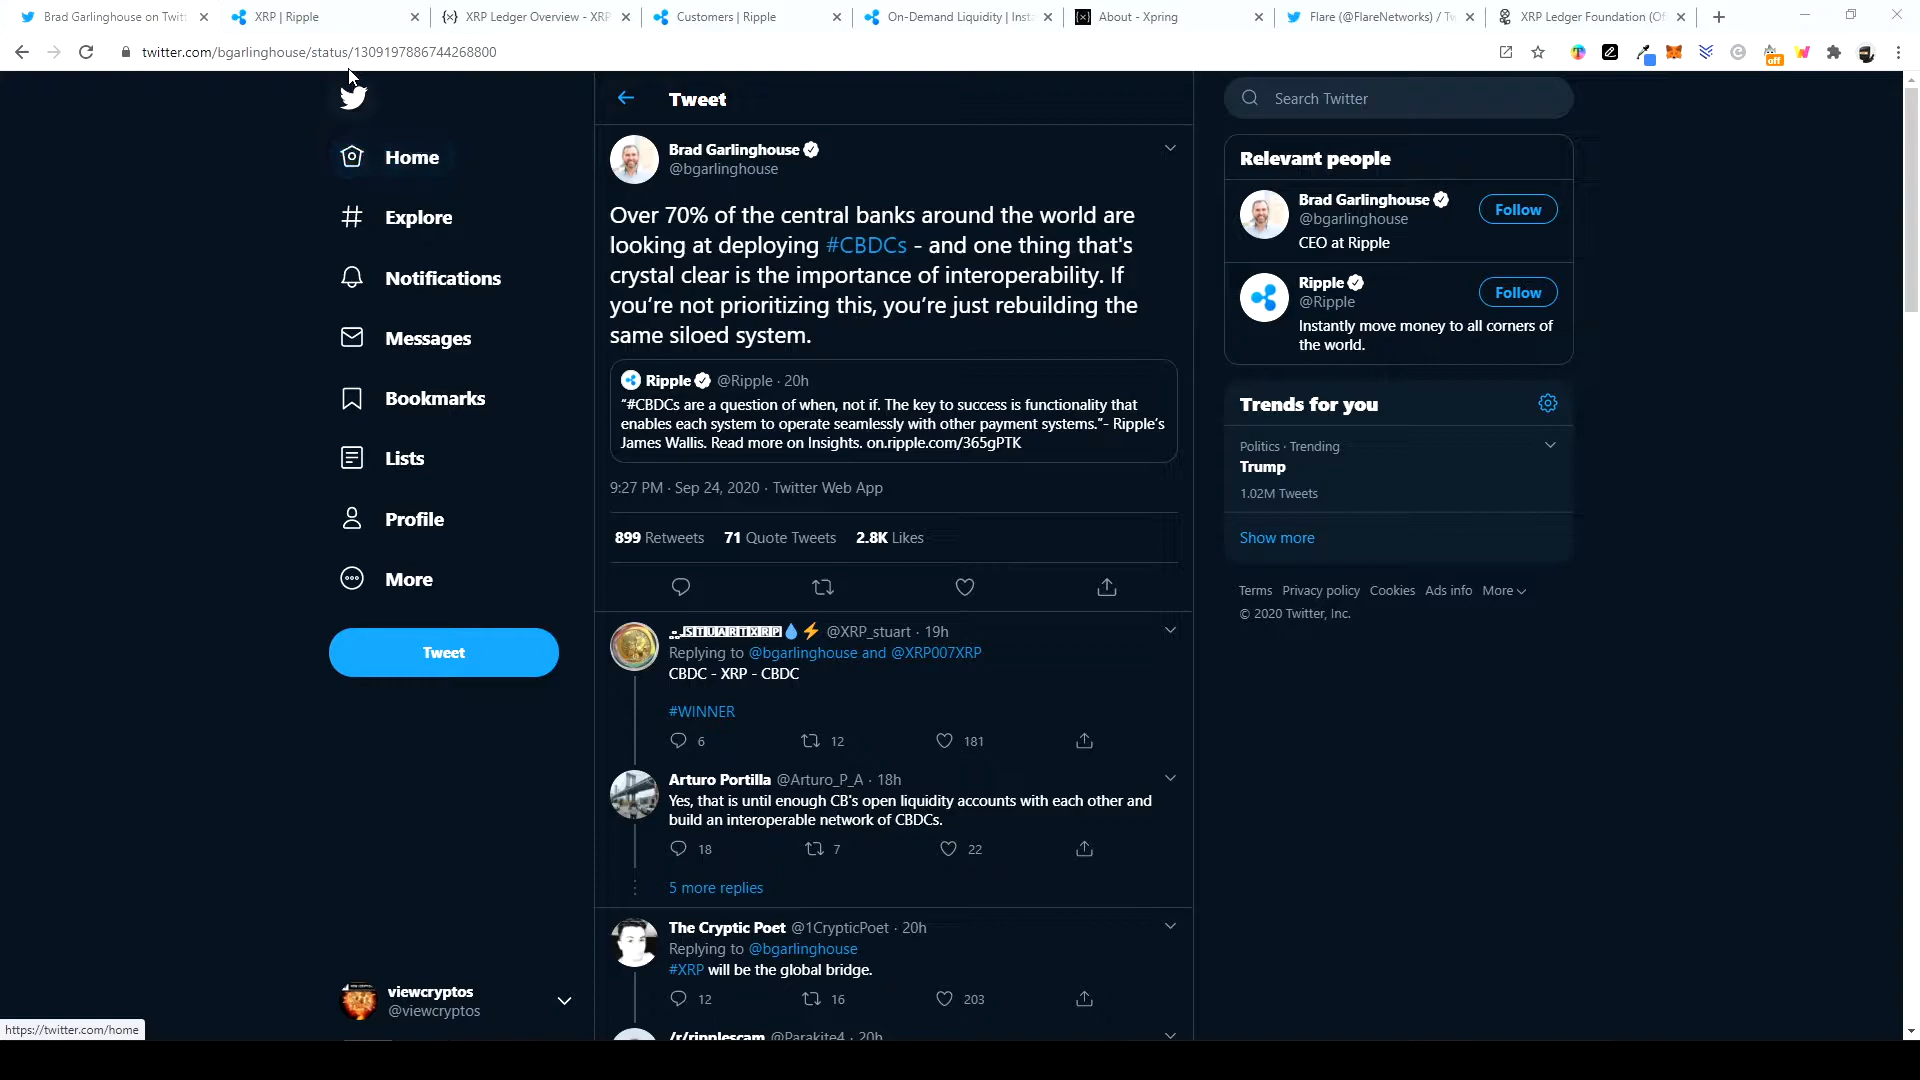 Brad Garlinghouse on Twitt
XRP | Ripple
XRP Ledger Overview - XRP
Customers | Ripple
On-Demand Liquidity | Insta
About - Xpring
Flare (@FlareNetworks) / Tw
XRP Ledger Foundation (Of
twitter.com/bgarlinghouse/status/1309197886744268800
off
Home
Explore
Notifications
Messages
Bookmarks
Lists
Profile
More
Tweet
viewcryptos
@viewcryptos
https://twitter.com/home
Tweet
Brad Garlinghouse
@bgarlinghouse
Over 70% of the central banks around the world are
looking at deploying #CBDCs - and one thing that's
crystal clear is the importance of interoperability. If
you’re not prioritizing this, you’re just rebuilding the
same siloed system.
Ripple @Ripple · 20h
“#CBDCs are a question of when, not if. The key to success is functionality that
enables each system to operate seamlessly with other payment systems.”- Ripple’s
James Wallis. Read more on Insights. on.ripple.com/365gPTK
9:27 PM · Sep 24, 2020 · Twitter Web App
899 Retweets 71 Quote Tweets 2.8K Likes
@XRP_stuart · 19h
Replying to @bgarlinghouse and @XRP007XRP
CBDC - XRP - CBDC
#WINNER
6 12 181
Arturo Portilla @Arturo_P_A · 18h
Yes, that is until enough CB's open liquidity accounts with each other and
build an interoperable network of CBDCs.
18 7 22
5 more replies
The Cryptic Poet @1CrypticPoet · 20h
Replying to @bgarlinghouse
#XRP will be the global bridge.
12 16 203
/r/ripplescam @Parakite4 · 20h
Search Twitter
Relevant people
Brad Garlinghouse
@bgarlinghouse
Follow
CEO at Ripple
Ripple
@Ripple
Follow
Instantly move money to all corners of
the world.
Trends for you
Politics · Trending
Trump
1.02M Tweets
Show more
Terms Privacy policy Cookies Ads info More
© 2020 Twitter, Inc.